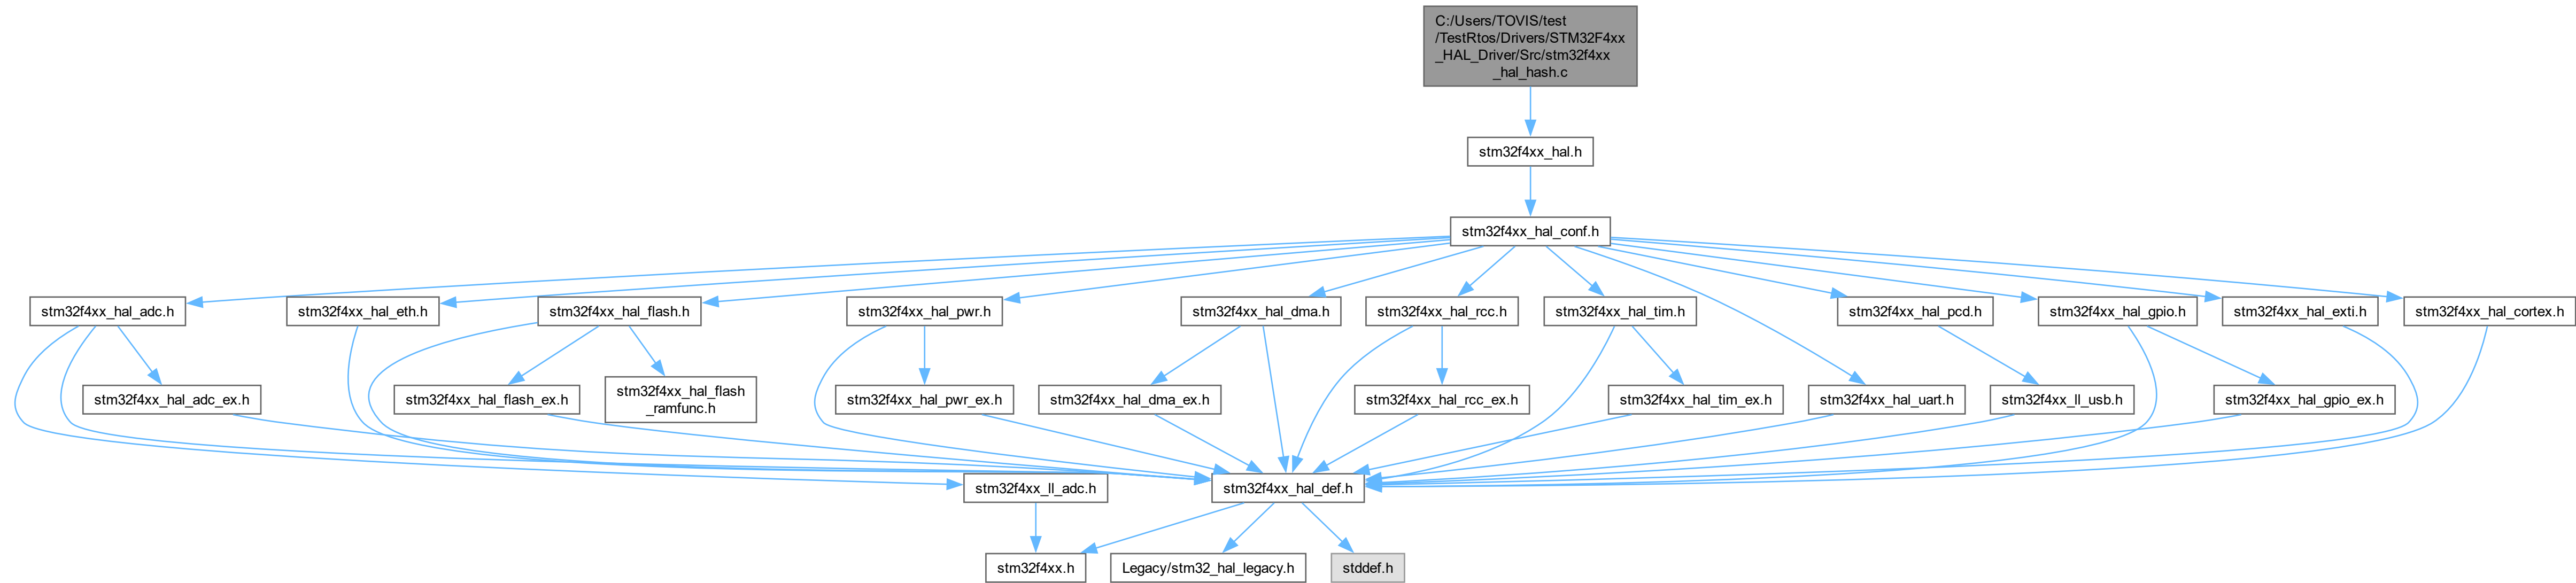 C:/Users/TOVIS/test
/TestRtos/Drivers/STM32F4xx
_HAL_Driver/Src/stm32f4xx
_hal_hash.c
stm32f4xx_hal.h
stm32f4xx_hal_conf.h
stm32f4xx_hal_adc.h
stm32f4xx_hal_eth.h
stm32f4xx_hal_flash.h
stm32f4xx_hal_pwr.h
stm32f4xx_hal_dma.h
stm32f4xx_hal_rcc.h
stm32f4xx_hal_tim.h
stm32f4xx_hal_pcd.h
stm32f4xx_hal_gpio.h
stm32f4xx_hal_exti.h
stm32f4xx_hal_cortex.h
stm32f4xx_hal_adc_ex.h
stm32f4xx_hal_flash_ex.h
stm32f4xx_hal_flash
_ramfunc.h
stm32f4xx_hal_pwr_ex.h
stm32f4xx_hal_dma_ex.h
stm32f4xx_hal_rcc_ex.h
stm32f4xx_hal_tim_ex.h
stm32f4xx_hal_uart.h
stm32f4xx_ll_usb.h
stm32f4xx_hal_gpio_ex.h
stm32f4xx_ll_adc.h
stm32f4xx_hal_def.h
stm32f4xx.h
Legacy/stm32_hal_legacy.h
stddef.h